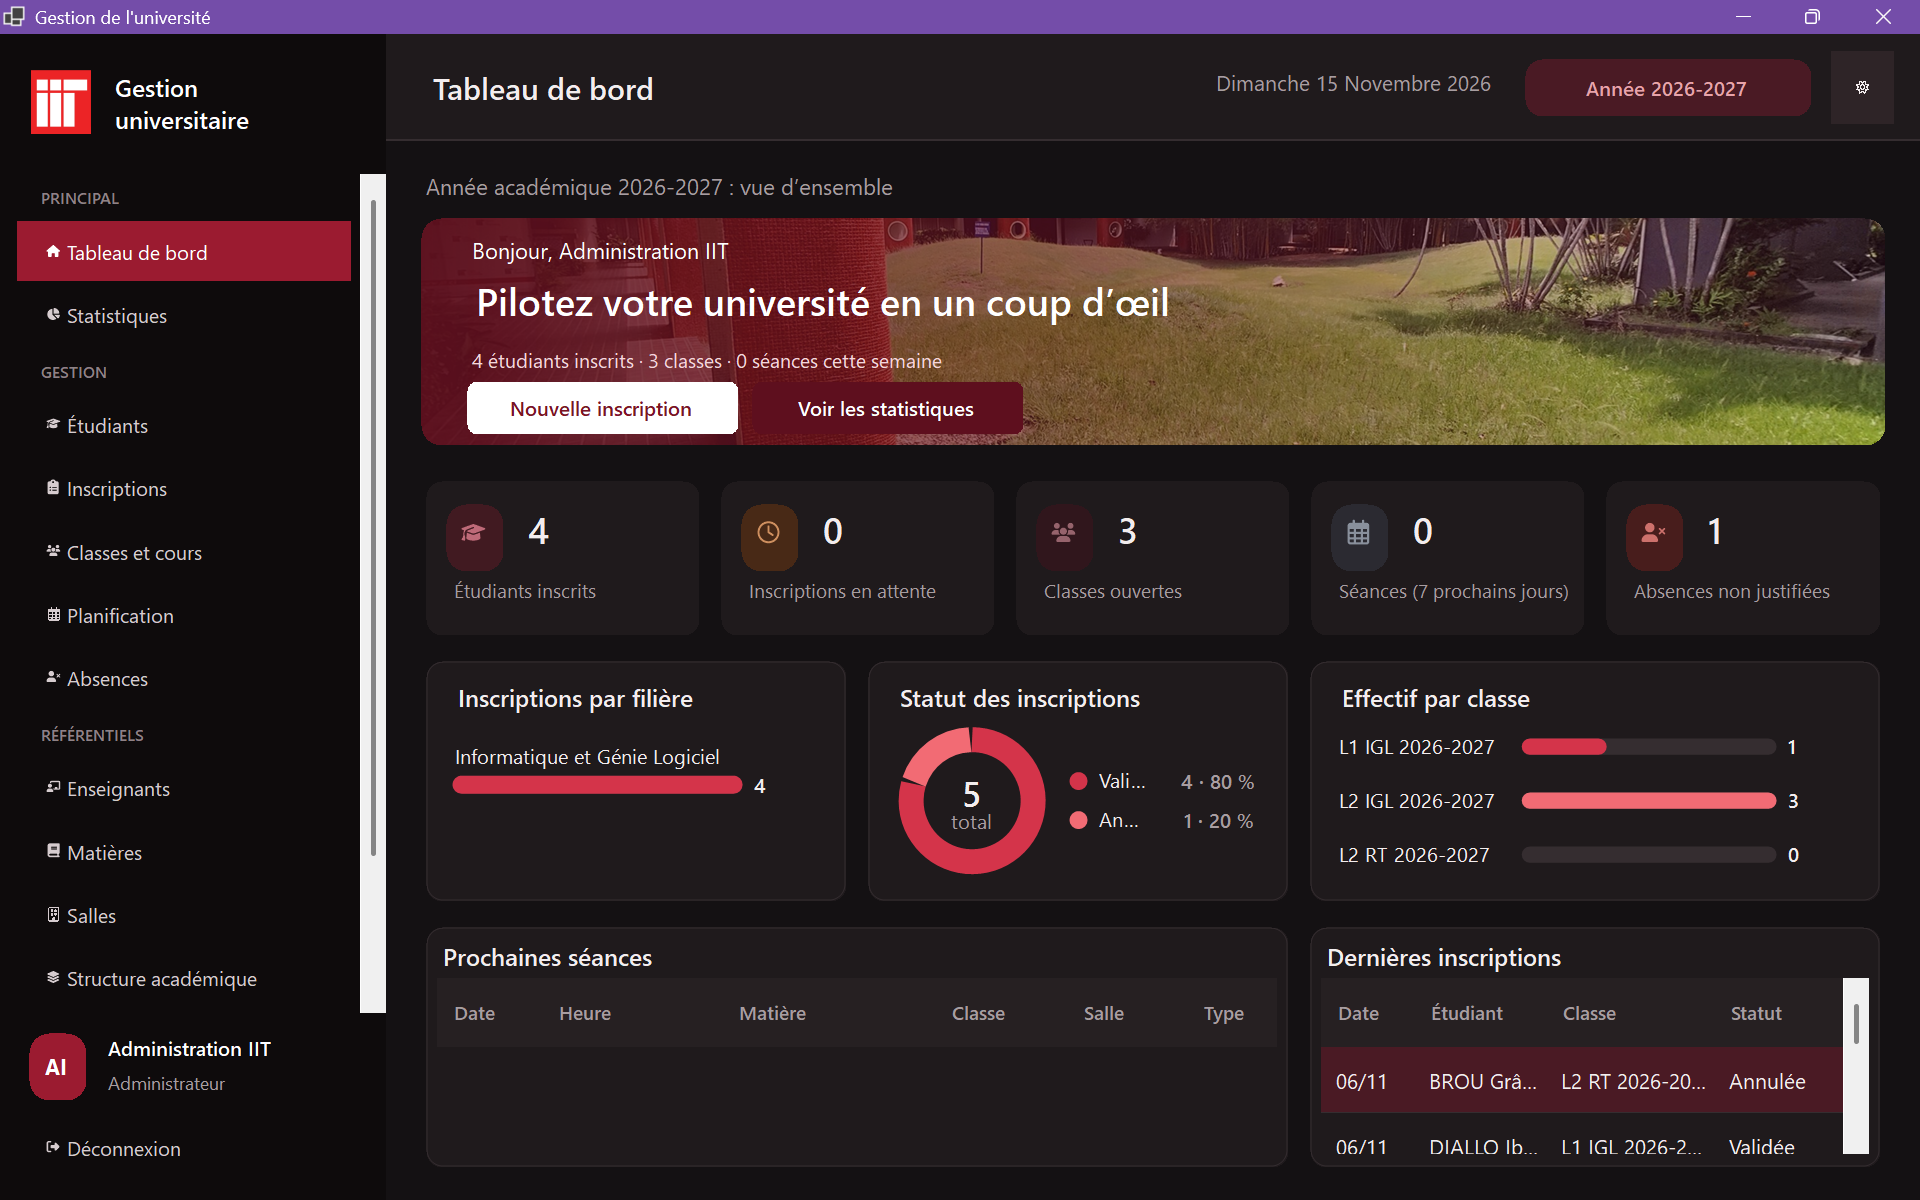 Gestion de l'université
IIT
Gestion
universitaire
PRINCIPAL
Tableau de bord
Statistiques
GESTION
Étudiants
Inscriptions
Classes et cours
Planification
Absences
RÉFÉRENTIELS
Enseignants
Matières
Salles
Structure académique
AI
Administration IIT
Administrateur
Déconnexion
Tableau de bord
Dimanche 15 Novembre 2026
Année 2026-2027
Année académique 2026-2027 : vue d’ensemble
Bonjour, Administration IIT
Pilotez votre université en un coup d’œil
4 étudiants inscrits · 3 classes · 0 séances cette semaine
Nouvelle inscription
Voir les statistiques
4
Étudiants inscrits
0
Inscriptions en attente
3
Classes ouvertes
0
Séances (7 prochains jours)
1
Absences non justifiées
Inscriptions par filière
Informatique et Génie Logiciel
4
Statut des inscriptions
5
total
Vali... 4 · 80 %
An... 1 · 20 %
Effectif par classe
L1 IGL 2026-2027 1
L2 IGL 2026-2027 3
L2 RT 2026-2027 0
Prochaines séances
Date Heure Matière Classe Salle Type
Dernières inscriptions
Date Étudiant Classe Statut
06/11 BROU Grâ... L2 RT 2026-20... Annulée
06/11 DIALLO Ib... L1 IGL 2026-2... Validée